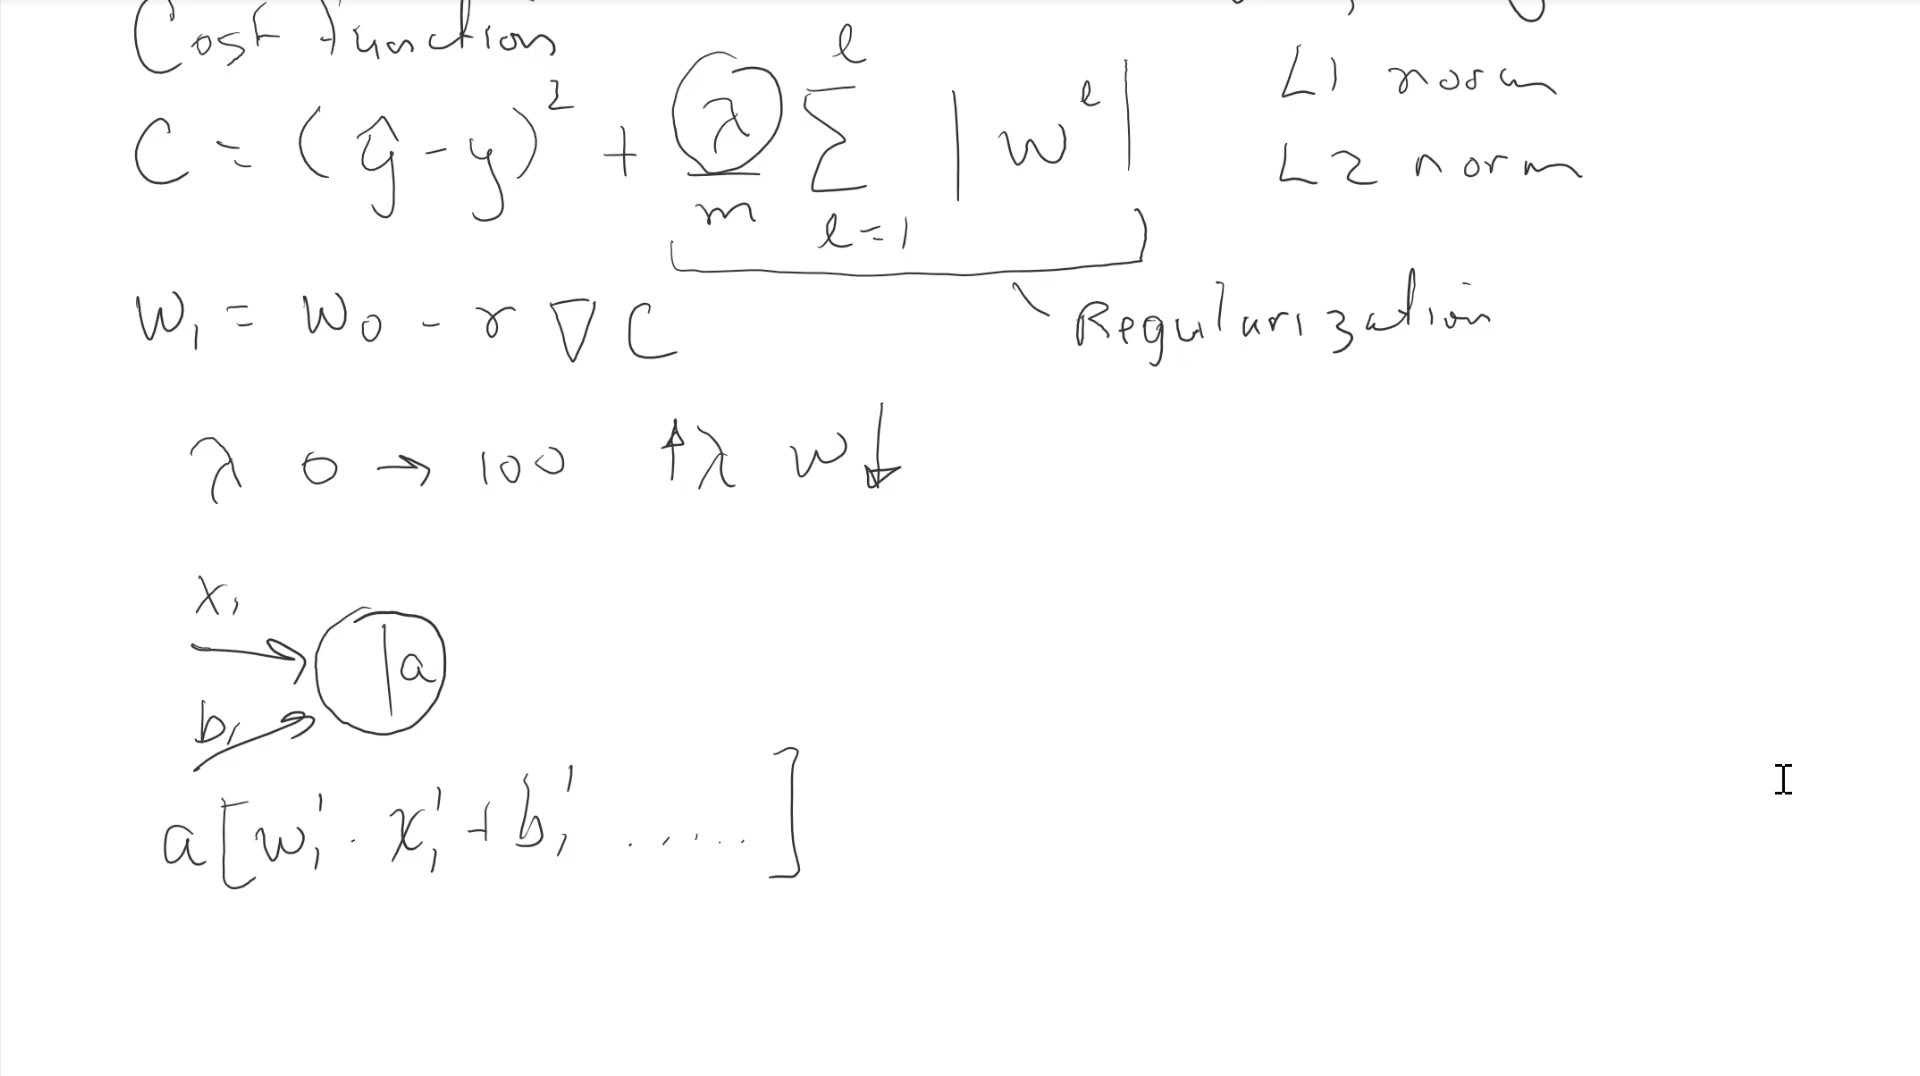 Cost function
L1 norm
C = (ŷ - y)² + λ/m Σ_{l=1}^{l} |w^l|
L2 norm
w₁ = w₀ - r ∇C
Regularization
λ 0 → 100 ↑λ w↓
x₁
a
b₁
a[w₁' · x₁' + b₁' ......]